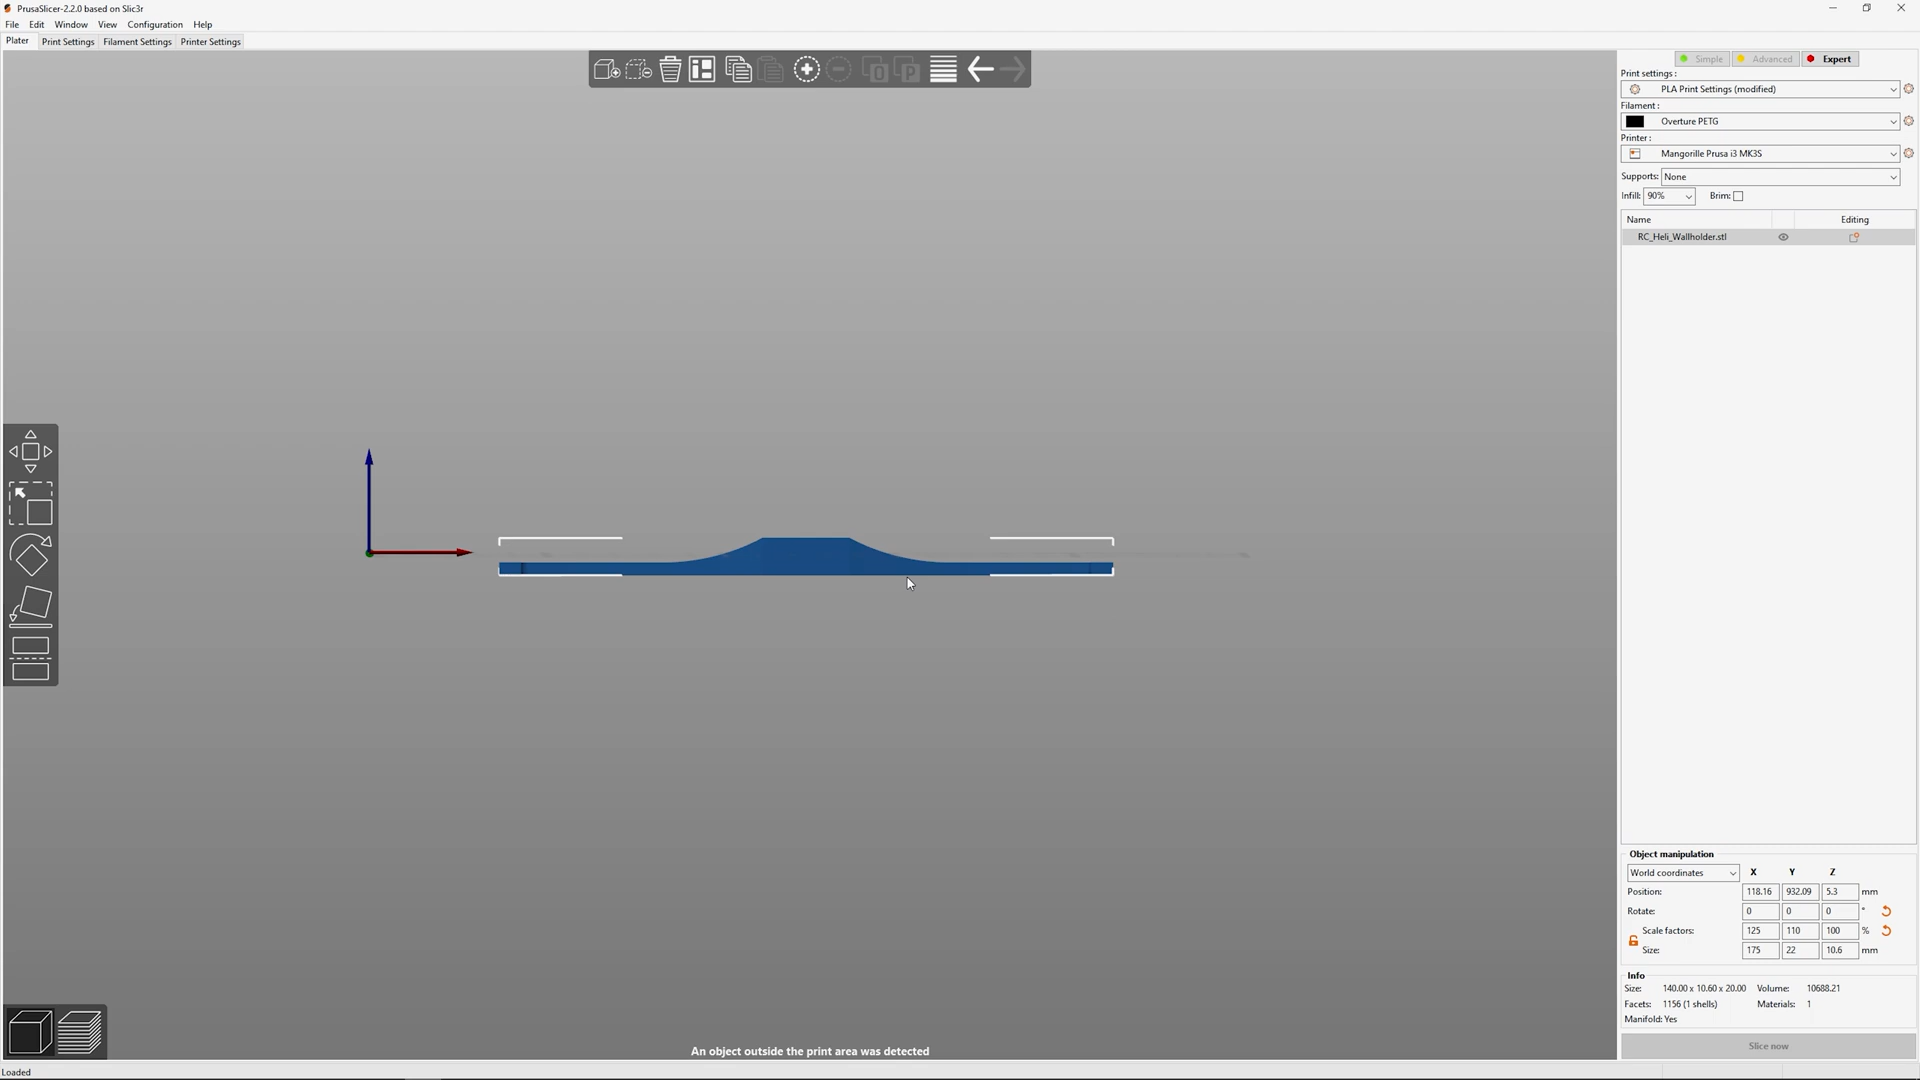 PrusaSlicer-2.2.0 based on Slic3r
File Edit Window View Configuration Help
Plater Print Settings Filament Settings Printer Settings
Simple Advanced Expert
Print settings :
PLA Print Settings (modified)
Filament :
Overture PETG
Printer :
Mangorille Prusa i3 MK3S
Supports: None
Infill: 90% Brim:
Name Editing
RC_Heli_Wallholder.stl
Object manipulation
World coordinates X Y Z
Position: 118.16 932.09 5.3 mm
Rotate: 0 0 0 °
Scale factors: 125 110 100 %
Size: 175 22 10.6 mm
Info
Size: 140.00 x 10.60 x 20.00 Volume: 10688.21
Facets: 1156 (1 shells) Materials: 1
Manifold: Yes
Slice now
An object outside the print area was detected
Loaded